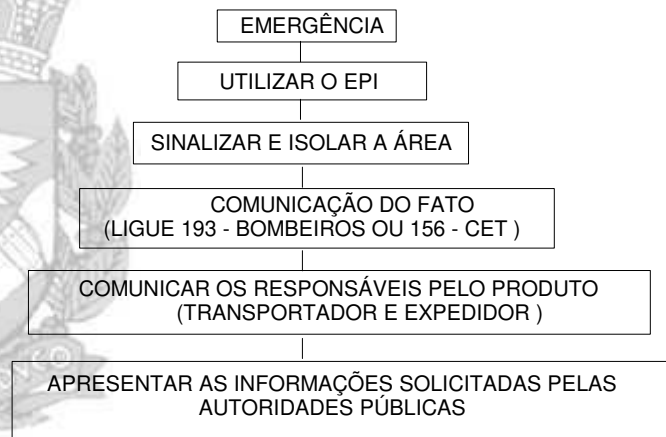 EMERGÊNCIA
UTILIZAR O EPI
SINALIZAR E ISOLAR A ÁREA
COMUNICAÇÃO DO FATO
(LIGUE 193 - BOMBEIROS OU 156 - CET )
COMUNICAR OS RESPONSÁVEIS PELO PRODUTO
(TRANSPORTADOR E EXPEDIDOR )
APRESENTAR AS INFORMAÇÕES SOLICITADAS PELAS
AUTORIDADES PÚBLICAS